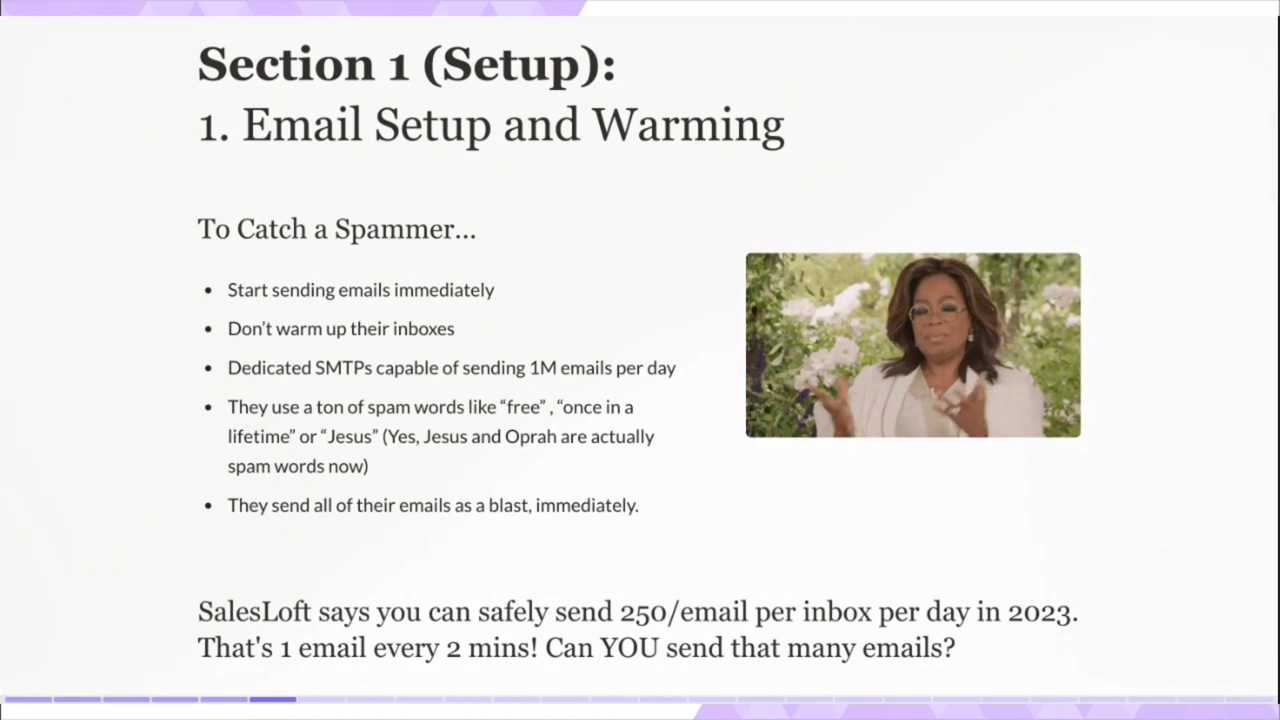 Section 1 (Setup):
1. Email Setup and Warming
To Catch a Spammer...
• Start sending emails immediately
• Don’t warm up their inboxes
• Dedicated SMTPs capable of sending 1M emails per day
• They use a ton of spam words like “free” , “once in a
lifetime” or “Jesus” (Yes, Jesus and Oprah are actually
spam words now)
• They send all of their emails as a blast, immediately.
SalesLoft says you can safely send 250/email per inbox per day in 2023.
That's 1 email every 2 mins! Can YOU send that many emails?